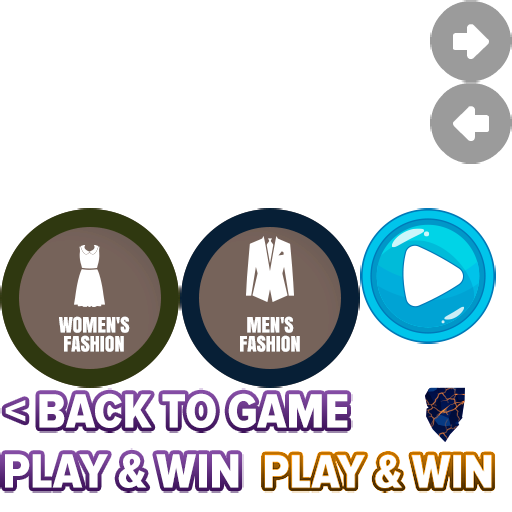 WOMEN'S
FASHION
MEN'S
FASHION
< BACK TO GAME
PLAY & WIN
PLAY & WIN